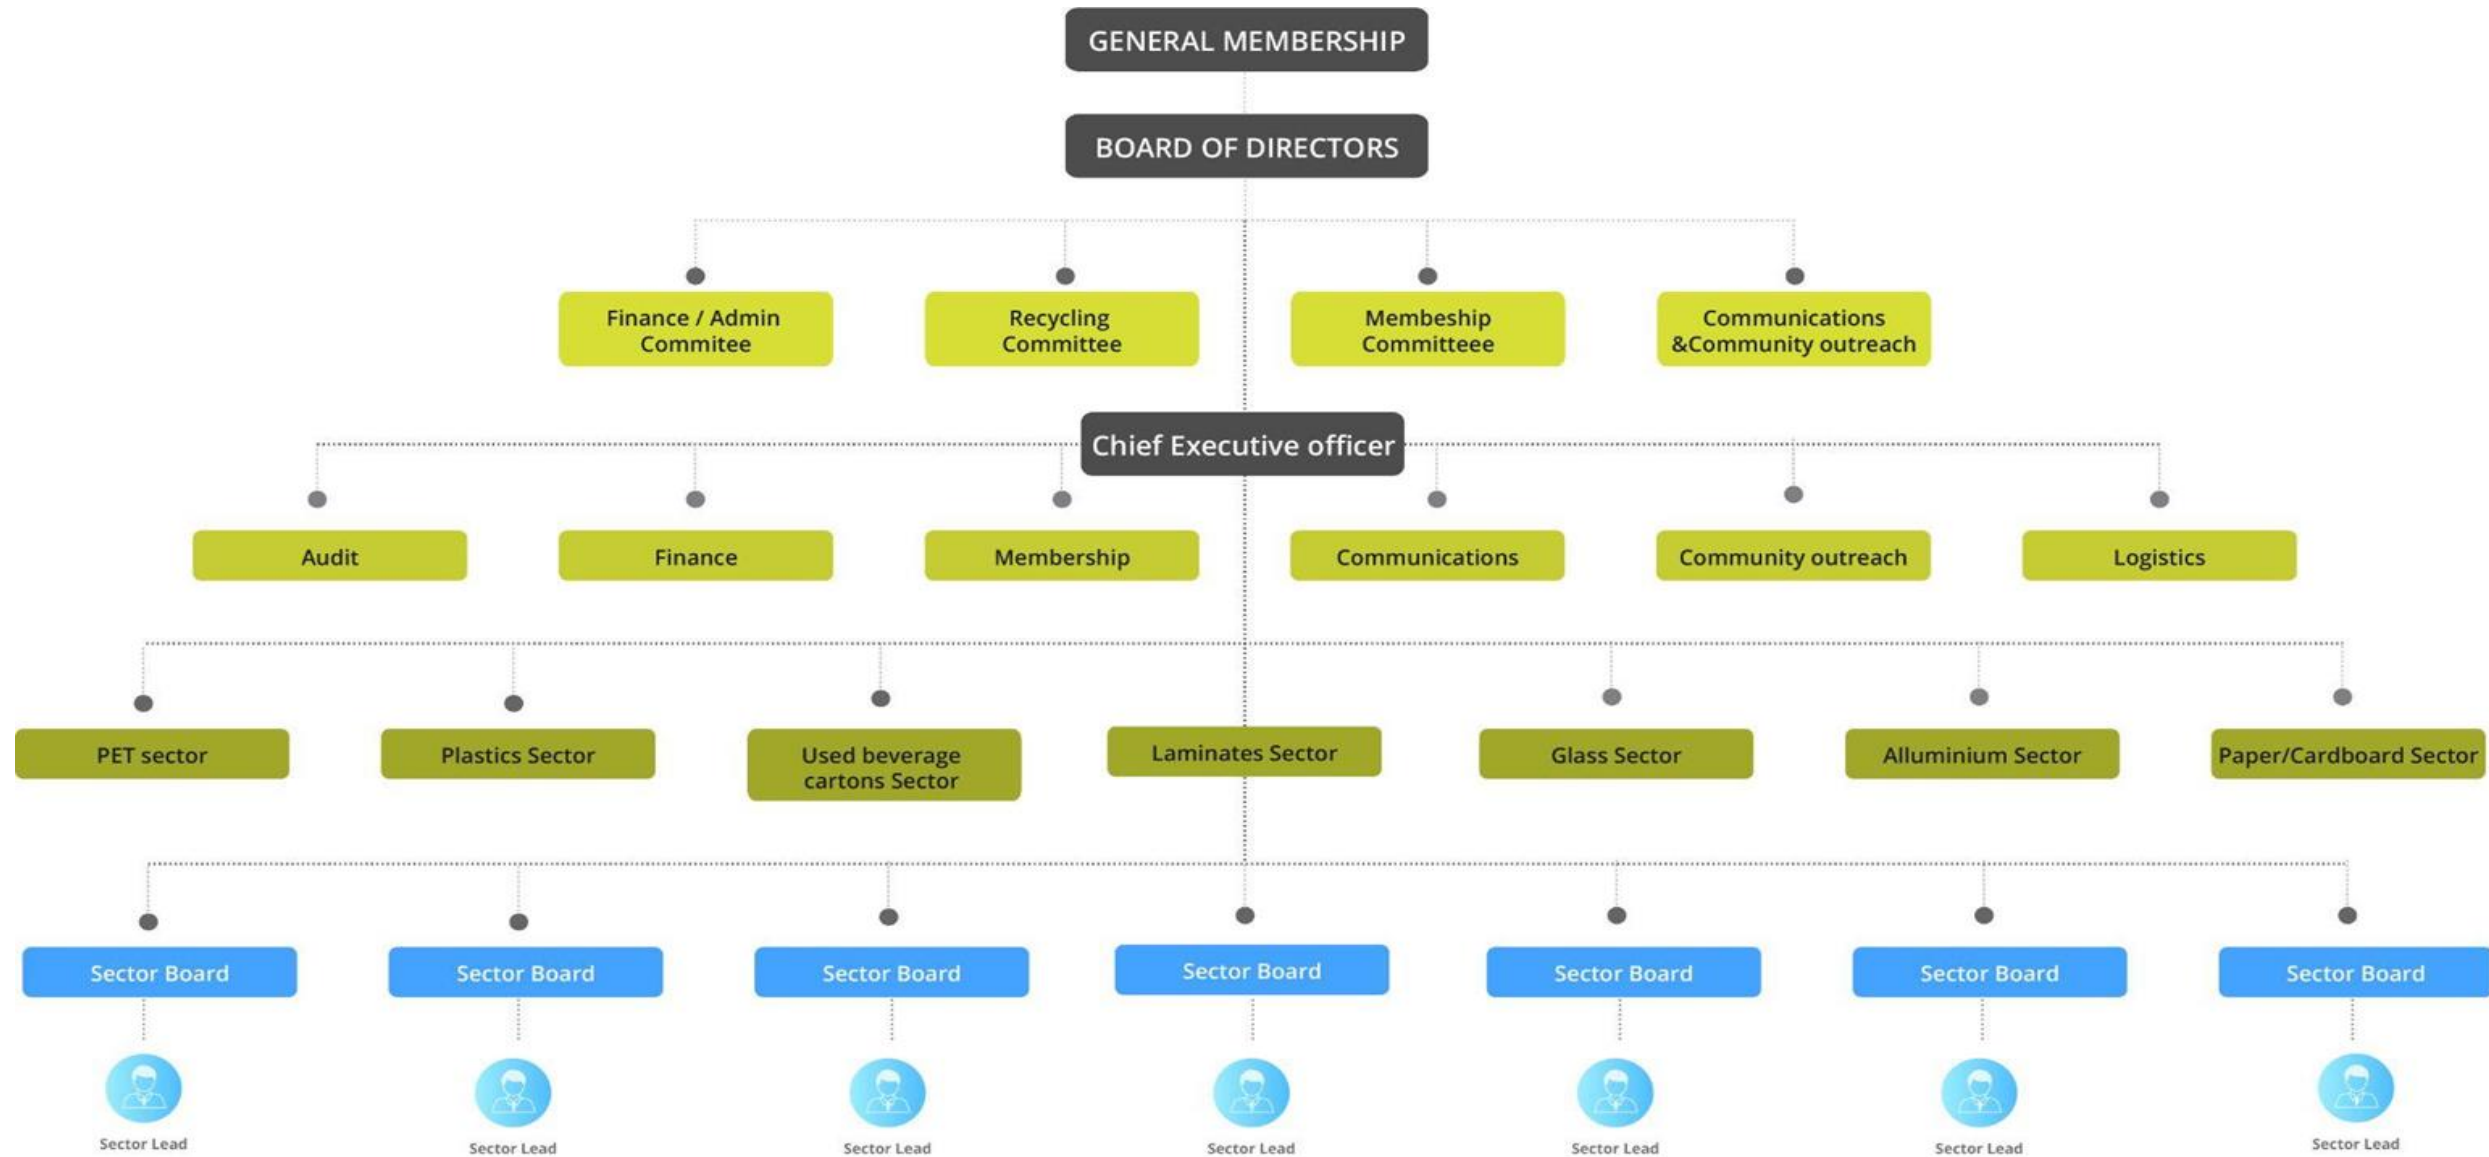 GENERAL MEMBERSHIP
BOARD OF DIRECTORS
Finance / Admin
Commitee
Recycling
Committee
Membeship
Committeee
Communications
&Community outreach
Chief Executive officer
Audit
Finance
Membership
Communications
Community outreach
Logistics
PET sector
Plastics Sector
Used beverage
cartons Sector
Laminates Sector
Glass Sector
Alluminium Sector
Paper/Cardboard Sector
Sector Board
Sector Board
Sector Board
Sector Board
Sector Board
Sector Board
Sector Board
Sector Lead
Sector Lead
Sector Lead
Sector Lead
Sector Lead
Sector Lead
Sector Lead